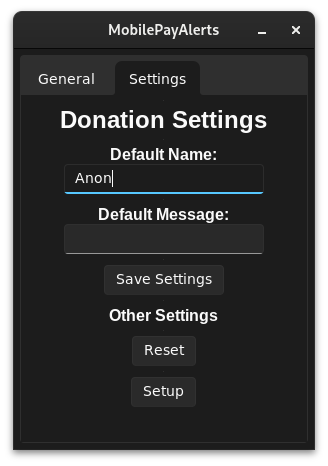 MobilePayAlerts
General Settings
Donation Settings
Default Name:
Anon
Default Message:
Save Settings
Other Settings
Reset
Setup